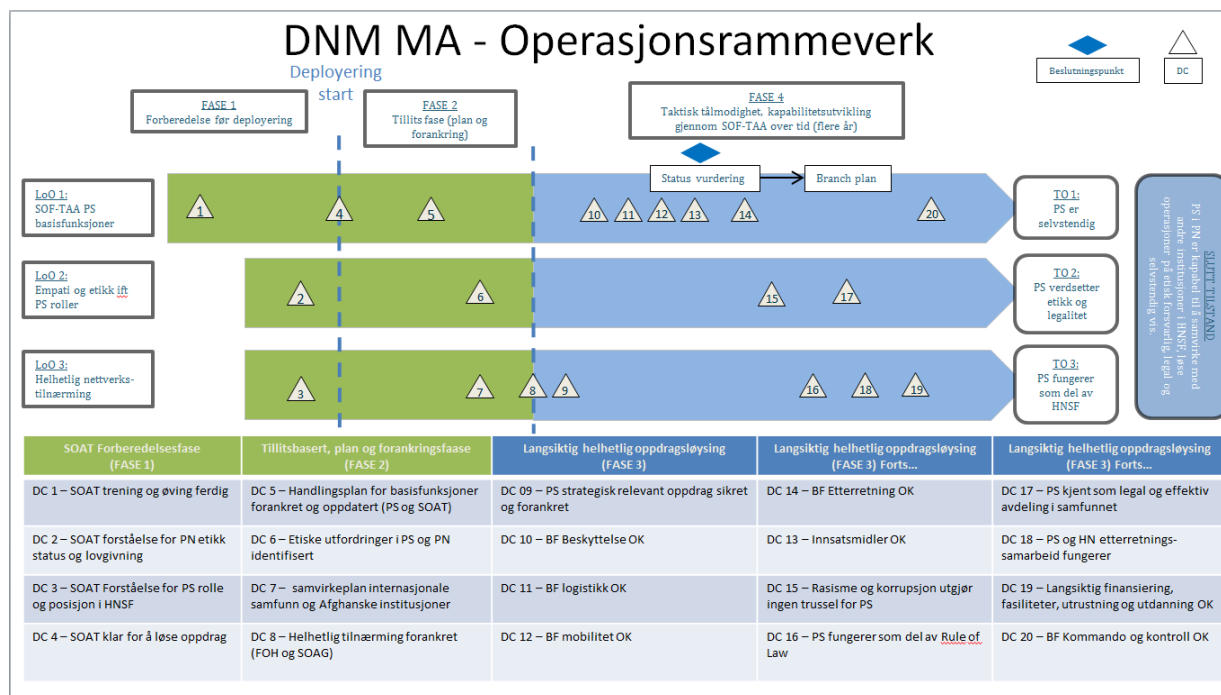 DNM MA - Operasjonsrammeverk
Beslutningspunkt
DC
Deployering
start
FASE 1
Forberedelse før deployering
FASE 2
Tillits fase (plan og
forankring)
FASE 4
Taktisk tålmodighet, kapabilitetsutvikling
gjennom SOF-TAA over tid (flere år)
Status vurdering
Branch plan
LoO 1:
SOF-TAA PS
basisfunksjoner
1
4
5
10
11
12
13
14
20
TO 1:
PS er
selvstendig
LoO 2:
Empati og etikk ift
PS roller
2
6
15
17
TO 2:
PS verdsetter
etikk og
legalitet
LoO 3:
Helhetlig nettverks-
tilnærming
3
7
8
9
16
18
19
TO 3:
PS fungerer
som del av
HNSF
SLUTT TILSTAND
PS i PN er kapabel til å samvirke med
andre institusjoner i HNSF, løse
operasjoner på etisk forsvarlig, legal og
selvstendig vis.
SOAT Forberedelsesfase
(FASE 1)
Tillitsbasert, plan og forankringsfaase
(FASE 2)
Langsiktig helhetlig oppdragsløysing
(FASE 3)
Langsiktig helhetlig oppdragsløysing
(FASE 3) Forts...
Langsiktig helhetlig oppdragsløysing
(FASE 3) Forts...
DC 1 – SOAT trening og øving ferdig
DC 5 – Handlingsplan for basisfunksjoner
forankret og oppdatert (PS og SOAT)
DC 09 – PS strategisk relevant oppdrag sikret
og forankret
DC 14 – BF Etterretning OK
DC 17 – PS kjent som legal og effektiv
avdeling i samfunnet
DC 2 – SOAT forståelse for PN etikk
status og lovgivning
DC 6 – Etiske utfordringer i PS og PN
identifisert
DC 10 – BF Beskyttelse OK
DC 13 – Innsatsmidler OK
DC 18 – PS og HN etterretnings-
samarbeid fungerer
DC 3 – SOAT Forståelse for PS rolle
og posisjon i HNSF
DC 7 – samvirkeplan internasjonale
samfunn og Afghanske institusjoner
DC 11 – BF logistikk OK
DC 15 – Rasisme og korrupsjon utgjør
ingen trussel for PS
DC 19 – Langsiktig finansiering,
fasiliteter, utrustning og utdanning OK
DC 4 – SOAT klar for å løse oppdrag
DC 8 – Helhetlig tilnærming forankret
(FOH og SOAG)
DC 12 – BF mobilitet OK
DC 16 – PS fungerer som del av Rule of
Law
DC 20 – BF Kommando og kontroll OK